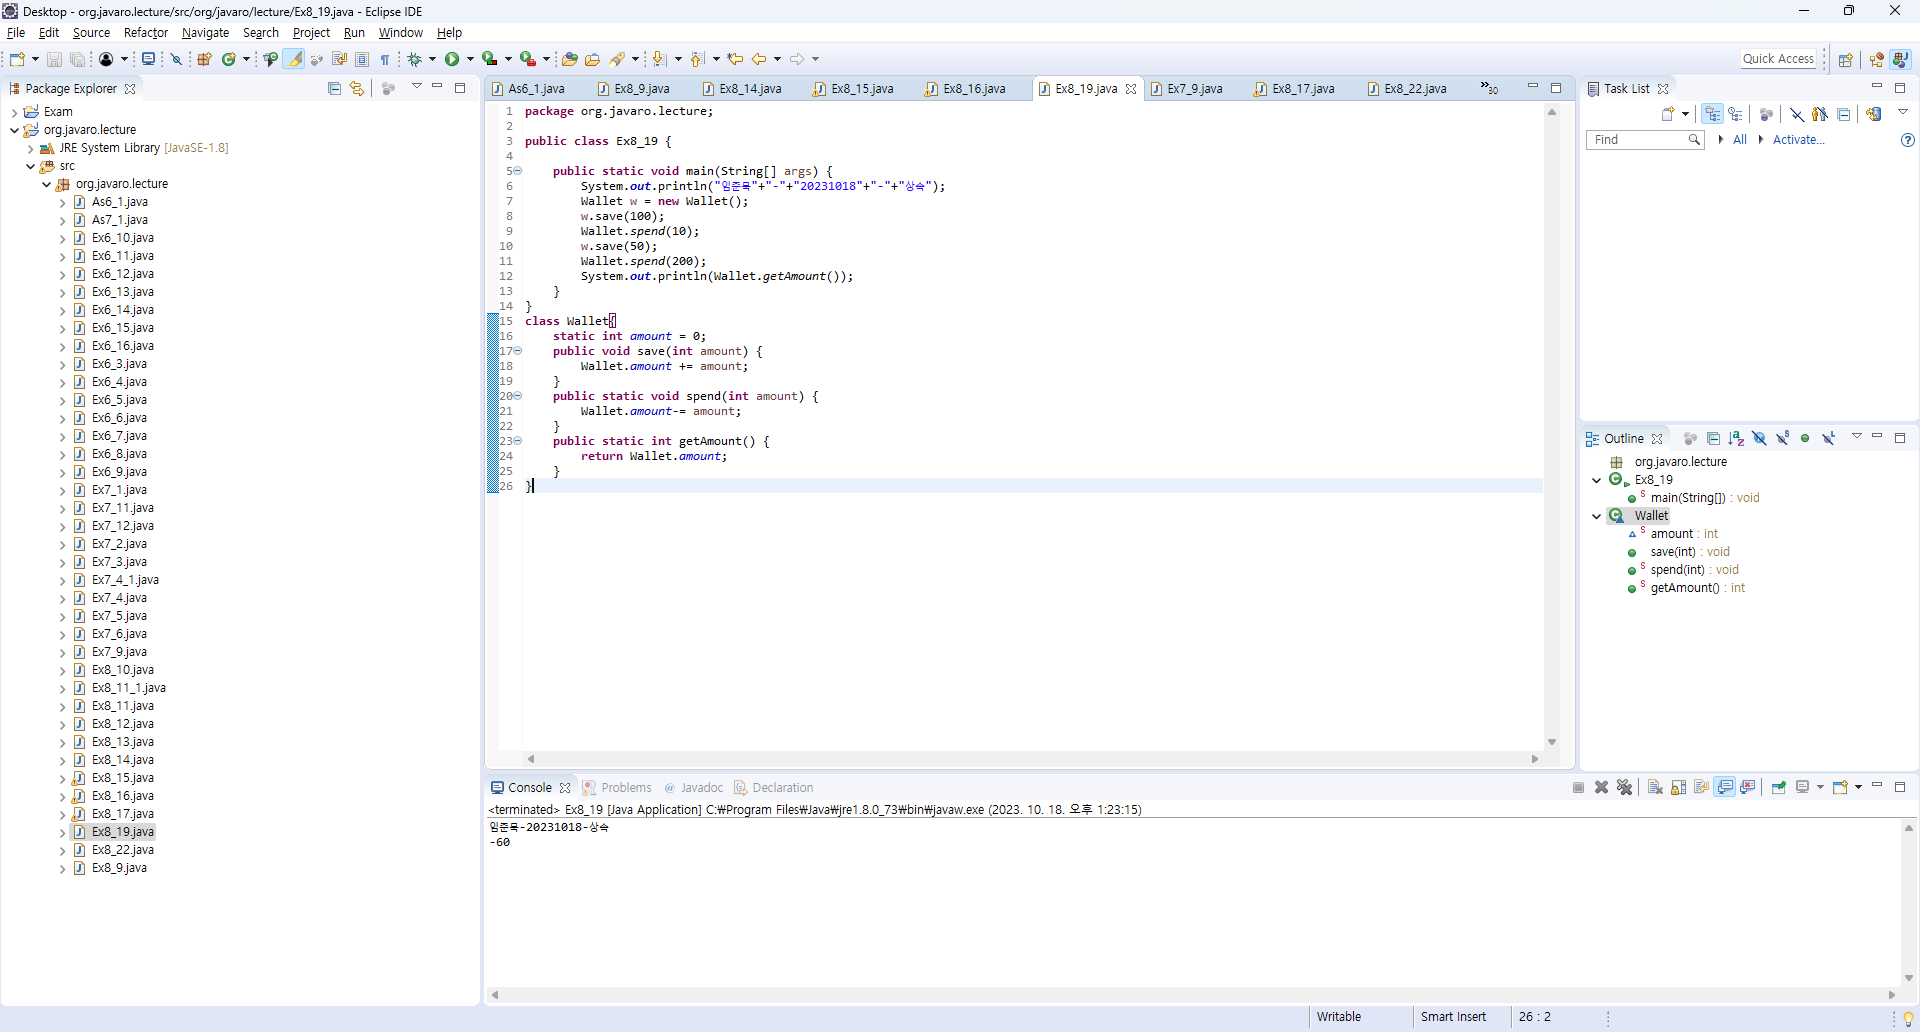 Desktop - org.javaro.lecture/src/org/javaro/lecture/Ex8_19.java - Eclipse IDE
File Edit Source Refactor Navigate Search Project Run Window Help
Quick Access
Package Explorer
Exam
org.javaro.lecture
JRE System Library [JavaSE-1.8]
src
org.javaro.lecture
As6_1.java
As7_1.java
Ex6_10.java
Ex6_11.java
Ex6_12.java
Ex6_13.java
Ex6_14.java
Ex6_15.java
Ex6_16.java
Ex6_3.java
Ex6_4.java
Ex6_5.java
Ex6_6.java
Ex6_7.java
Ex6_8.java
Ex6_9.java
Ex7_1.java
Ex7_11.java
Ex7_12.java
Ex7_2.java
Ex7_3.java
Ex7_4_1.java
Ex7_4.java
Ex7_5.java
Ex7_6.java
Ex7_9.java
Ex8_10.java
Ex8_11_1.java
Ex8_11.java
Ex8_12.java
Ex8_13.java
Ex8_14.java
Ex8_15.java
Ex8_16.java
Ex8_17.java
Ex8_19.java
Ex8_22.java
Ex8_9.java
As6_1.java Ex8_9.java Ex8_14.java Ex8_15.java Ex8_16.java Ex8_19.java Ex7_9.java Ex8_17.java Ex8_22.java »30
1 package org.javaro.lecture;
2
3 public class Ex8_19 {
4
5 public static void main(String[] args) {
6 System.out.println("임준묵"+"-"+"20231018"+"-"+"상속");
7 Wallet w = new Wallet();
8 w.save(100);
9 Wallet.spend(10);
10 w.save(50);
11 Wallet.spend(200);
12 System.out.println(Wallet.getAmount());
13 }
14 }
15 class Wallet{
16 static int amount = 0;
17 public void save(int amount) {
18 Wallet.amount += amount;
19 }
20 public static void spend(int amount) {
21 Wallet.amount-= amount;
22 }
23 public static int getAmount() {
24 return Wallet.amount;
25 }
26 }
Task List
Find All Activate...
Outline
org.javaro.lecture
Ex8_19
main(String[]) : void
Wallet
amount : int
save(int) : void
spend(int) : void
getAmount() : int
Console Problems @ Javadoc Declaration
<terminated> Ex8_19 [Java Application] C:₩Program Files₩Java₩jre1.8.0_73₩bin₩javaw.exe (2023. 10. 18. 오후 1:23:15)
임준묵-20231018-상속
-60
Writable Smart Insert 26 : 2